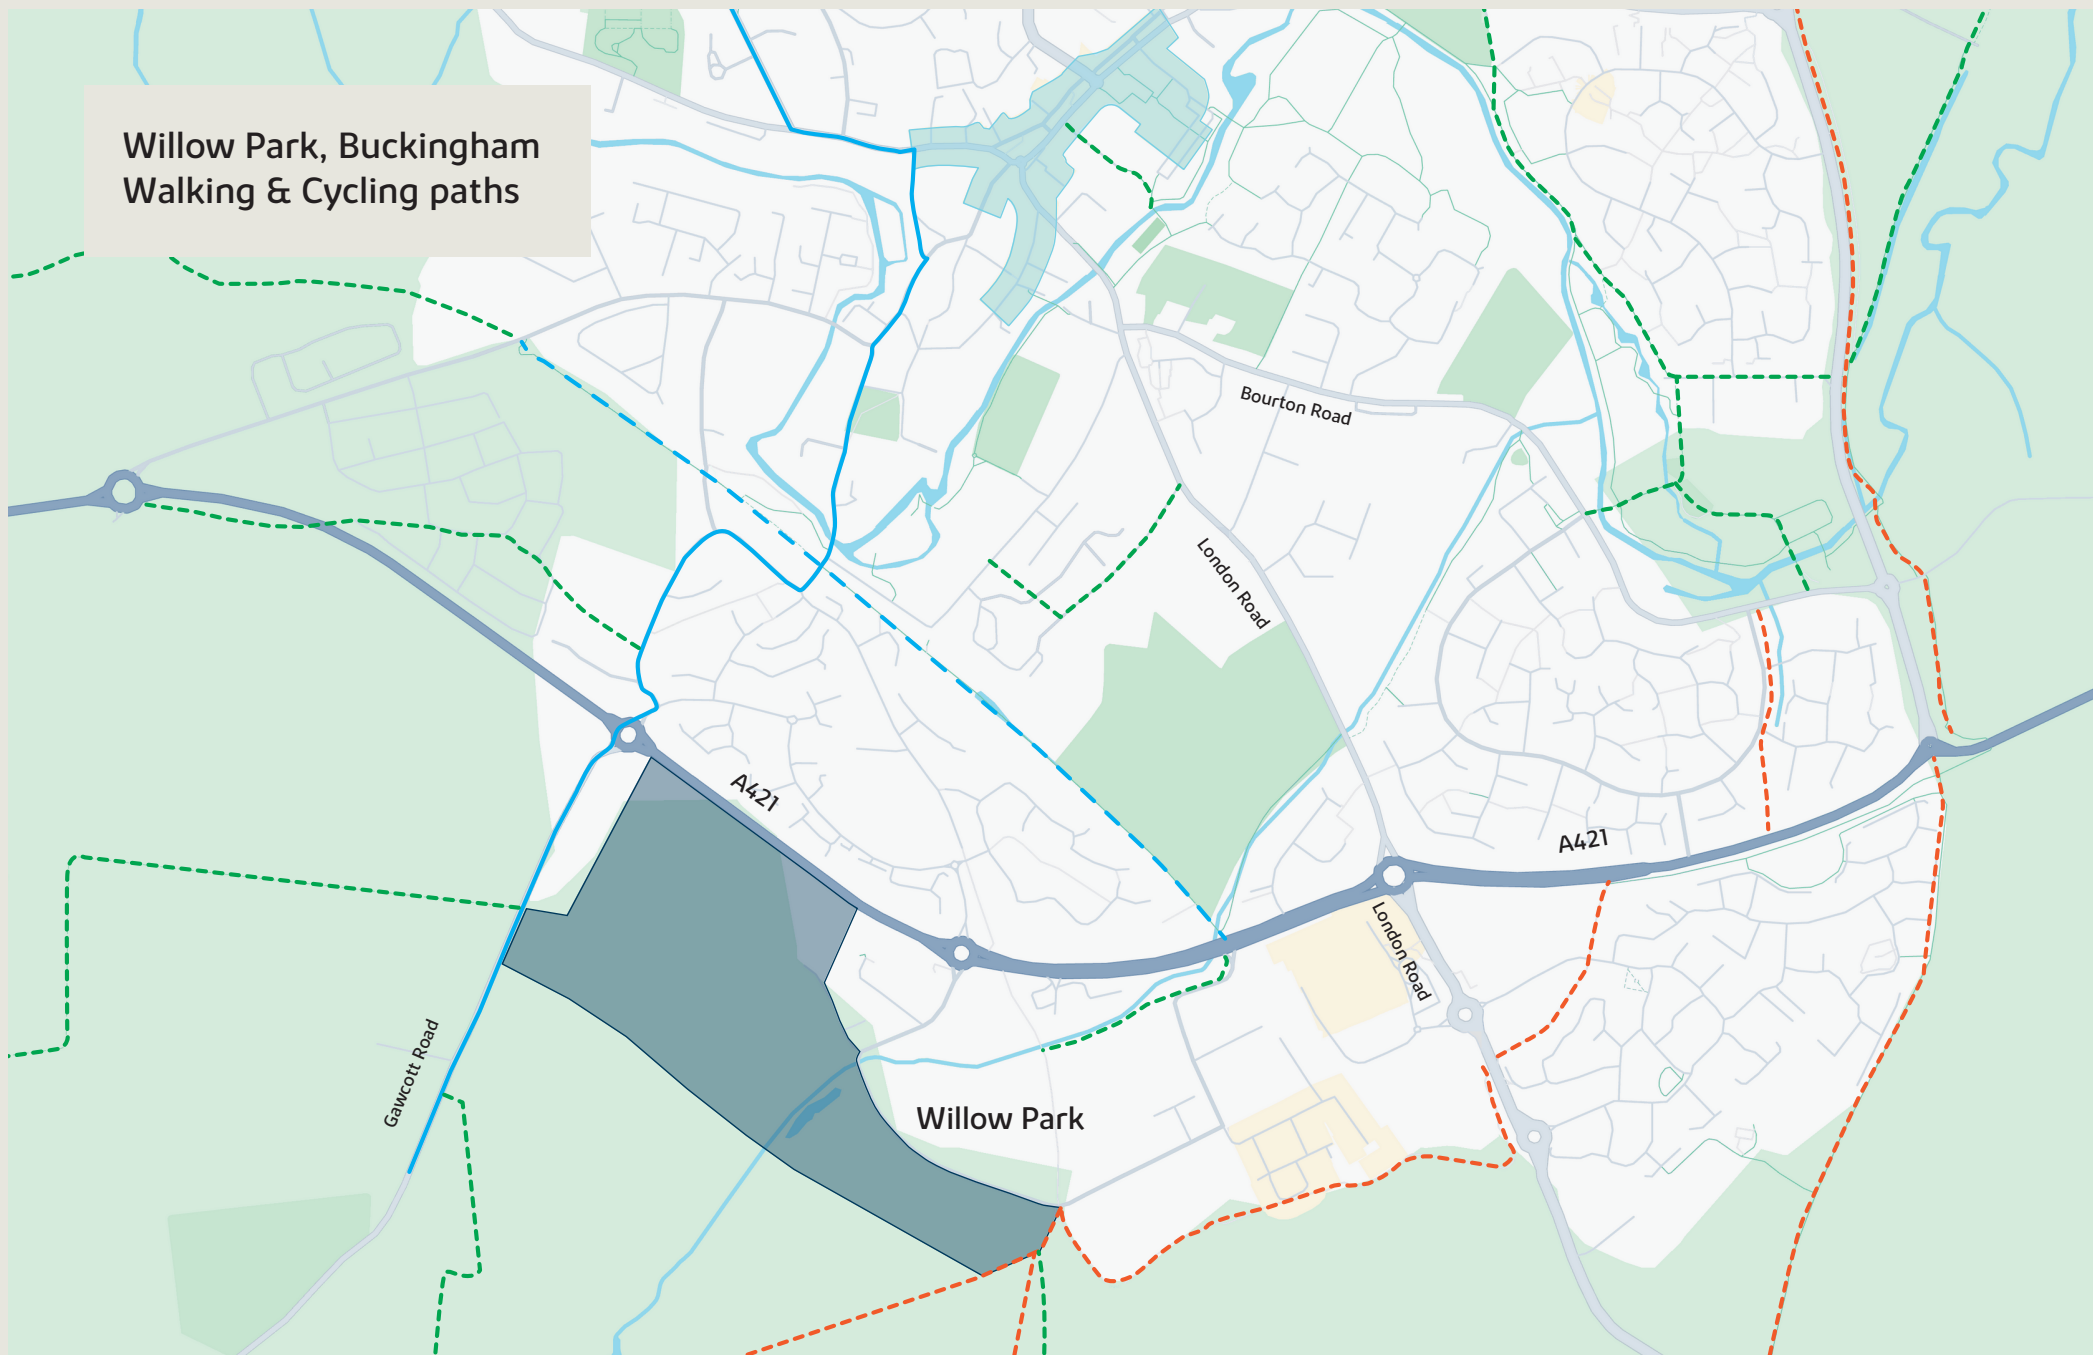 Willow Park, Buckingham
Walking & Cycling paths
Bourton Road
London Road
A421
A421
London Road
Gawcott Road
Willow Park